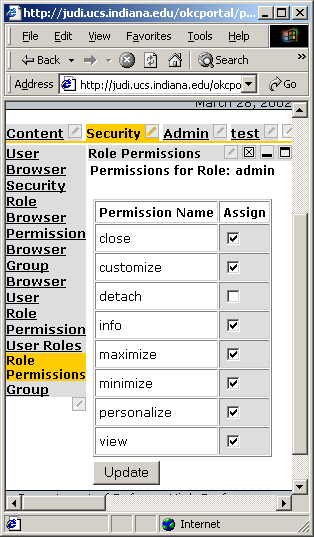 http://judi.ucs.indiana.edu/okcportal/p...
File Edit View Favorites Tools Help
Back Search
Address http://judi.ucs.indiana.edu/okcpo Go
March 28, 2002
Content Security Admin test
User
Browser
Security
Role
Browser
Permission
Browser
Group
Browser
User
Role
Permission
User Roles
Role
Permissions
Group
Role Permissions
Permissions for Role: admin
Permission Name Assign
close
customize
detach
info
maximize
minimize
personalize
view
Update
Internet